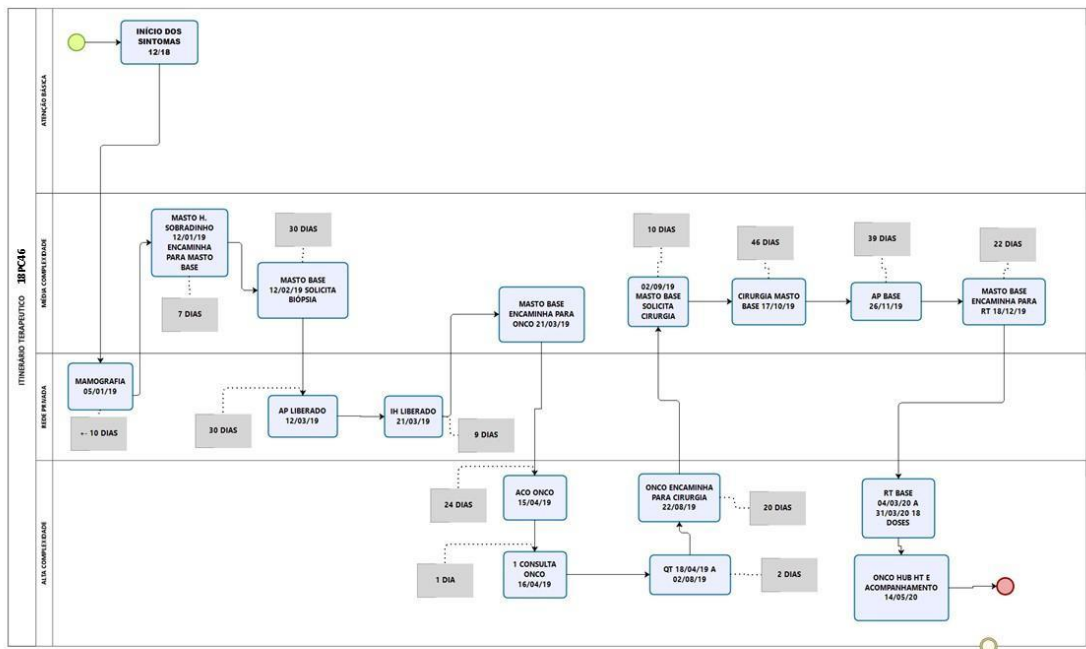 ITINERÁRIO TERAPEUTICO 18PC46
ATENÇÃO BÁSICA
INÍCIO DOS
SINTOMAS
12/18
MÉDIA COMPLEXIDADE
MASTO H.
SOBRADINHO
12/01/19
ENCAMINHA
PARA MASTO
BASE
7 DIAS
30 DIAS
MASTO BASE
12/02/19 SOLICITA
BIÓPSIA
MASTO BASE
ENCAMINHA PARA
ONCO 21/03/19
10 DIAS
02/09/19
MASTO BASE
SOLICITA
CIRURGIA
46 DIAS
CIRURGIA MASTO
BASE 17/10/19
39 DIAS
AP BASE
26/11/19
22 DIAS
MASTO BASE
ENCAMINHA PARA
RT 18/12/19
REDE PRIVADA
MAMOGRAFIA
05/01/19
+- 10 DIAS
30 DIAS
AP LIBERADO
12/03/19
IH LIBERADO
21/03/19
9 DIAS
ALTA COMPLEXIDADE
24 DIAS
ACO ONCO
15/04/19
1 DIA
1 CONSULTA
ONCO
16/04/19
ONCO ENCAMINHA
PARA CIRURGIA
22/08/19
20 DIAS
QT 18/04/19 A
02/08/19
2 DIAS
RT BASE
04/03/20 A
31/03/20 18
DOSES
ONCO HUB HT E
ACOMPANHAMENTO
14/05/20